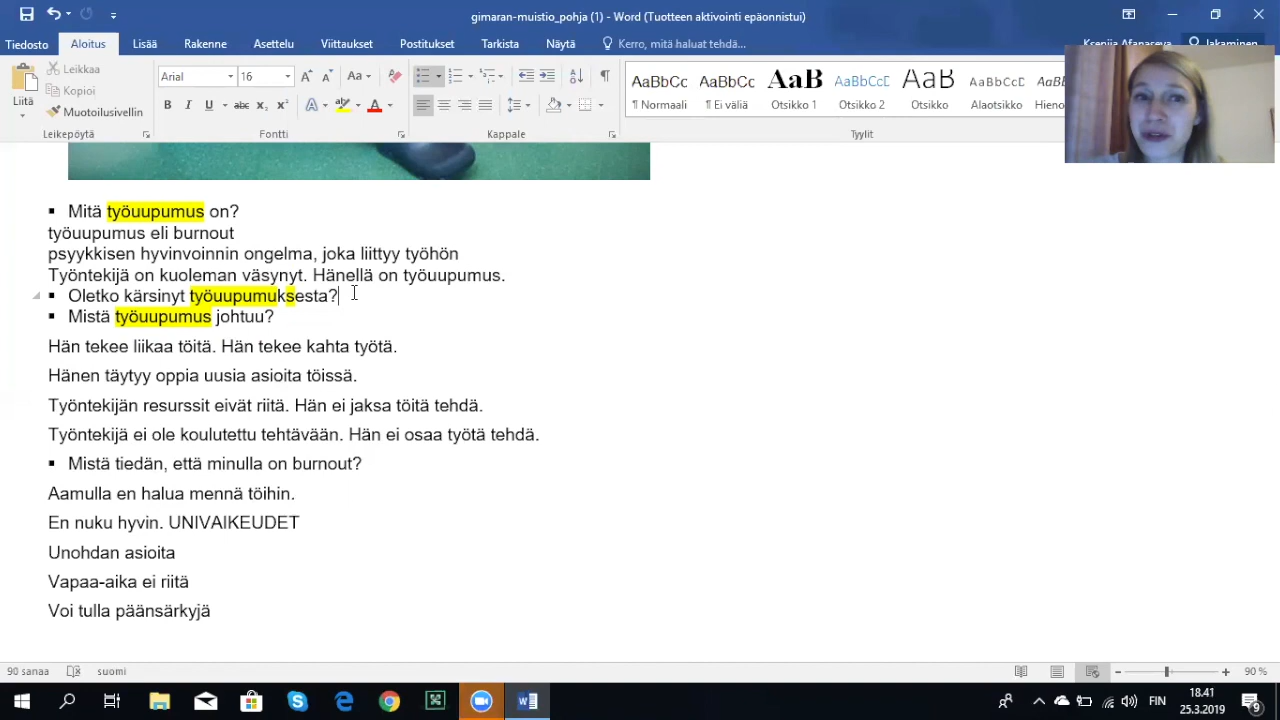 gimaran-muistio_pohja (1) - Word (Tuotteen aktivointi epäonnistui)
Tiedosto Aloitus Lisää Rakenne Asettelu Viittaukset Postitukset Tarkista Näytä Kerro, mitä haluat tehdä...
Liitä
Leikkaa
Kopioi
Muotoilusivellin
Arial 16
AaBbCc AaBbCc AaB AaBbCcD AaB AaBbCcD
¶ Normaali ¶ Ei väliä Otsikko 1 Otsikko 2 Otsikko Alaotsikko Hieno
Leikepöytä Fontti Kappale Tyylit
▪ Mitä työuupumus on?
työuupumus eli burnout
psyykkisen hyvinvoinnin ongelma, joka liittyy työhön
Työntekijä on kuoleman väsynyt. Hänellä on työuupumus.
▪ Oletko kärsinyt työuupumuksesta?
▪ Mistä työuupumus johtuu?
Hän tekee liikaa töitä. Hän tekee kahta työtä.
Hänen täytyy oppia uusia asioita töissä.
Työntekijän resurssit eivät riitä. Hän ei jaksa töitä tehdä.
Työntekijä ei ole koulutettu tehtävään. Hän ei osaa työtä tehdä.
▪ Mistä tiedän, että minulla on burnout?
Aamulla en halua mennä töihin.
En nuku hyvin. UNIVAIKEUDET
Unohdan asioita
Vapaa-aika ei riitä
Voi tulla päänsärkyjä
90 sanaa suomi 90 %
FIN 18.41
25.3.2019